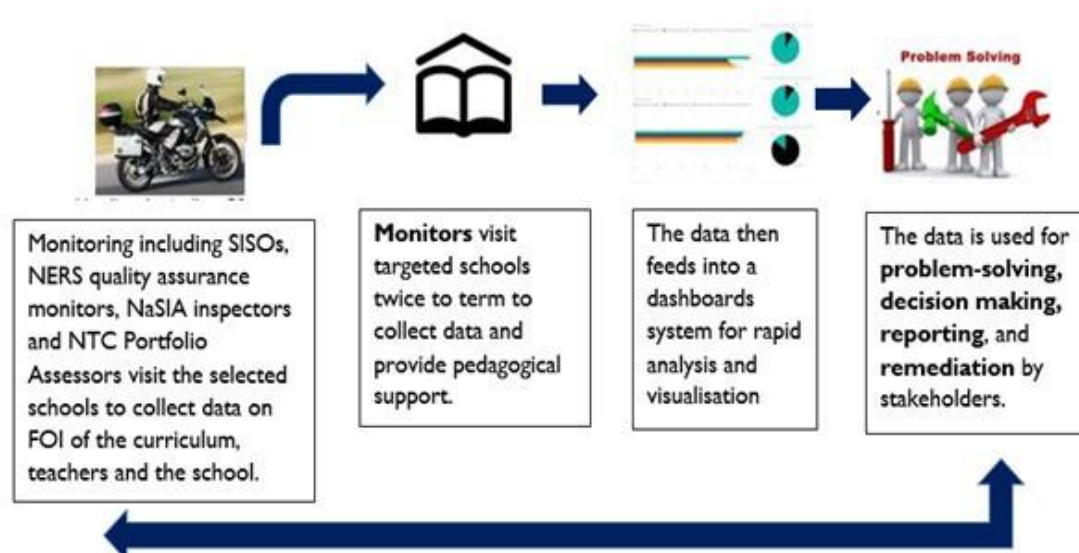 Problem Solving
Monitoring including SISOs,
NERS quality assurance
monitors, NaSIA inspectors
and NTC Portfolio
Assessors visit the selected
schools to collect data on
FOI of the curriculum,
teachers and the school.
Monitors visit
targeted schools
twice to term to
collect data and
provide pedagogical
support.
The data then
feeds into a
dashboards
system for rapid
analysis and
visualisation
The data is used for
problem-solving,
decision making,
reporting, and
remediation by
stakeholders.